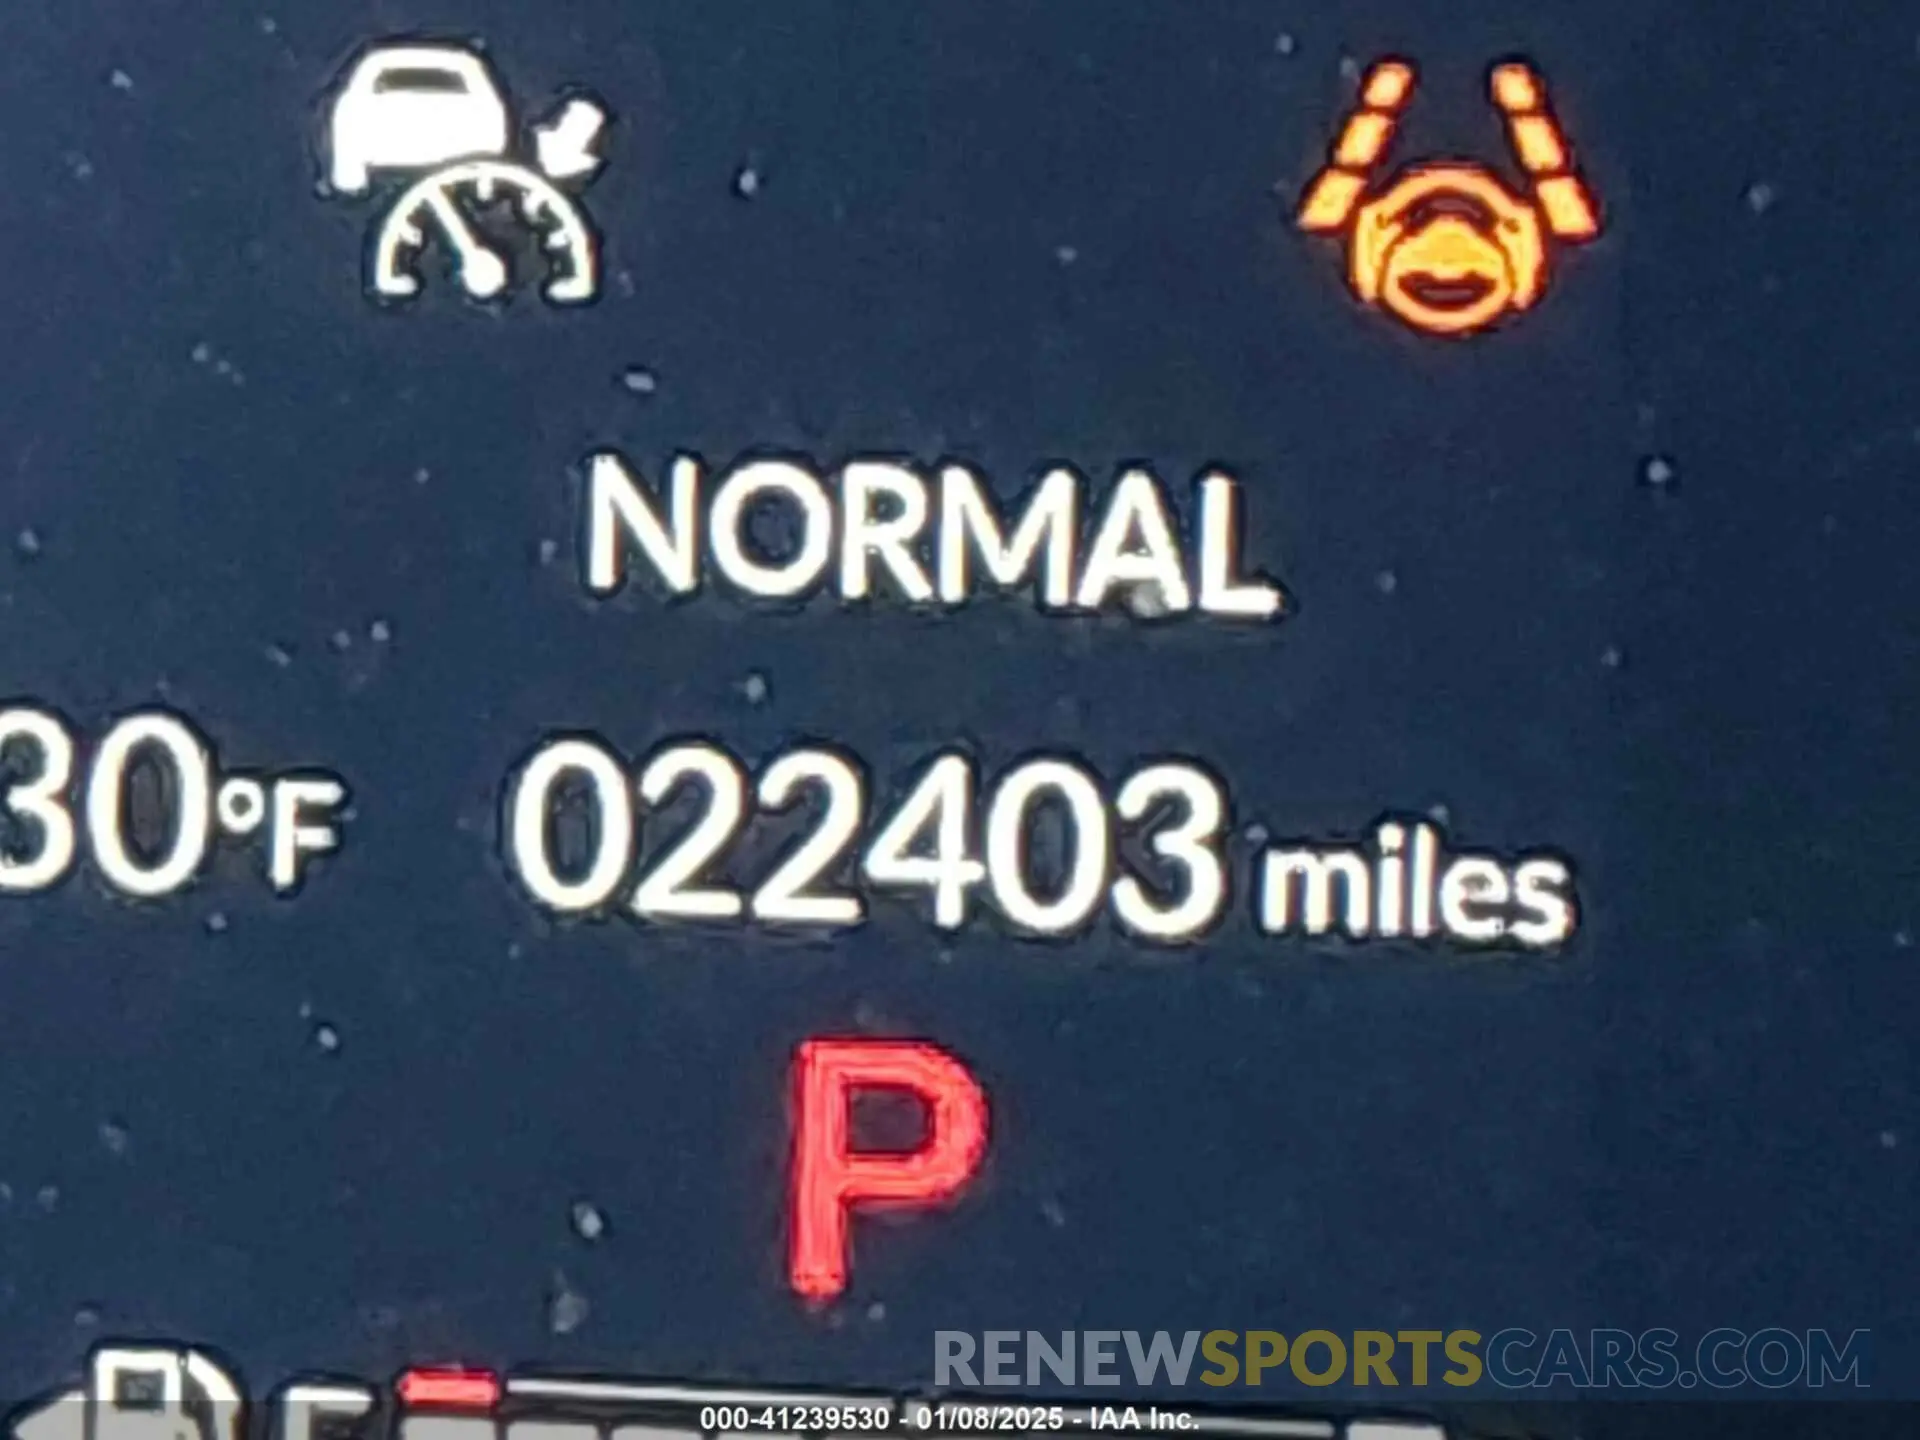 NORMAL
30°F 022403 miles
P
RENEWSPORTSCARS.COM
E
000-41239530 - 01/08/2025 - IAA Inc.